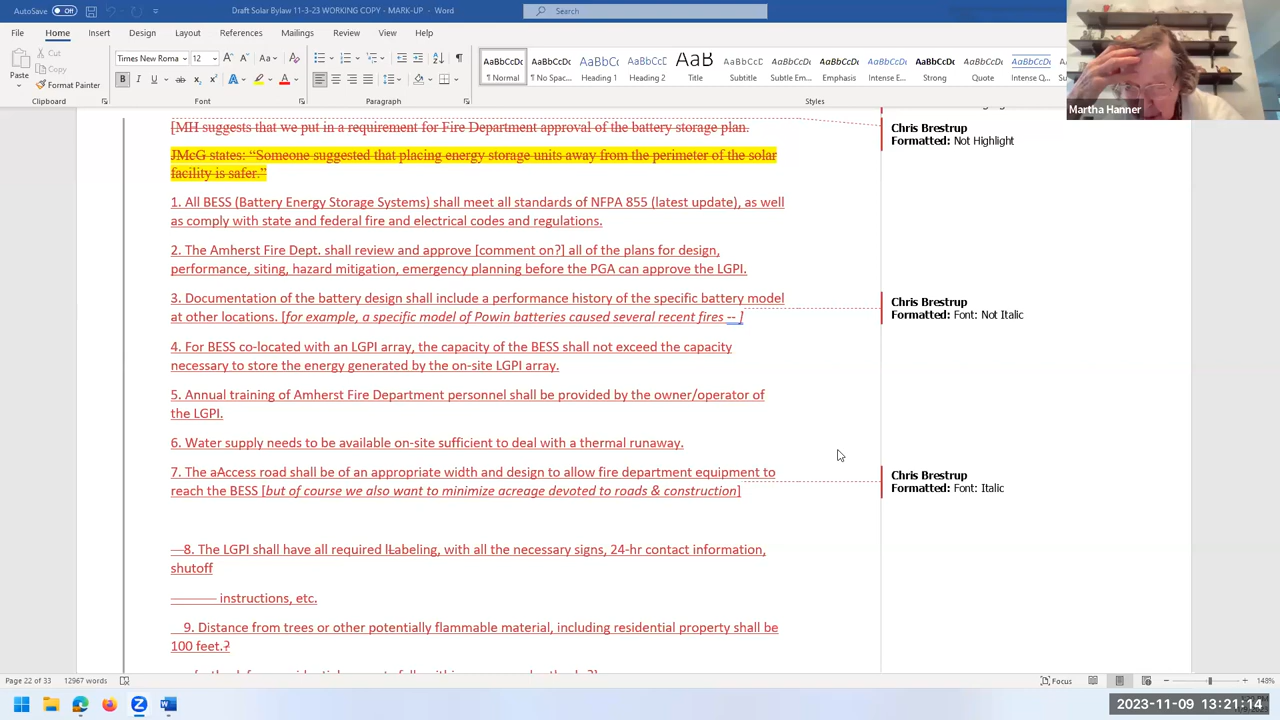 AutoSave Off Draft Solar Bylaw 11-3-23 WORKING COPY - MARK-UP - Word Search
File Home Insert Design Layout References Mailings Review View Help
Paste Cut Copy Format Painter Clipboard
Times New Roma 12 Font Paragraph
AaBbCcDc Normal AaBbCcDc No Spac... AaBbCc Heading 1 AaBbCcC Heading 2 AaB Title AaBbCcC Subtitle AaBbCcDt Subtle Em... AaBbCcDt Emphasis AaBbCcDt Intense E... AaBbCcDc Strong AaBbCcDt Quote AaBbCcDt Intense Q... Styles
Martha Hanner
[MH suggests that we put in a requirement for Fire Department approval of the battery storage plan.
JMcG states: “Someone suggested that placing energy storage units away from the perimeter of the solar
facility is safer.”
1. All BESS (Battery Energy Storage Systems) shall meet all standards of NFPA 855 (latest update), as well
as comply with state and federal fire and electrical codes and regulations.
2. The Amherst Fire Dept. shall review and approve [comment on?] all of the plans for design,
performance, siting, hazard mitigation, emergency planning before the PGA can approve the LGPI.
3. Documentation of the battery design shall include a performance history of the specific battery model
at other locations. [for example, a specific model of Powin batteries caused several recent fires -- ]
4. For BESS co-located with an LGPI array, the capacity of the BESS shall not exceed the capacity
necessary to store the energy generated by the on-site LGPI array.
5. Annual training of Amherst Fire Department personnel shall be provided by the owner/operator of
the LGPI.
6. Water supply needs to be available on-site sufficient to deal with a thermal runaway.
7. The aAccess road shall be of an appropriate width and design to allow fire department equipment to
reach the BESS [but of course we also want to minimize acreage devoted to roads & construction]
8. The LGPI shall have all required lLabeling, with all the necessary signs, 24-hr contact information,
shutoff
instructions, etc.
9. Distance from trees or other potentially flammable material, including residential property shall be
100 feet.?
Chris Brestrup
Formatted: Not Highlight
Chris Brestrup
Formatted: Font: Not Italic
Chris Brestrup
Formatted: Font: Italic
Page 22 of 33 12967 words Focus 148%
2023-11-09 13:21:14